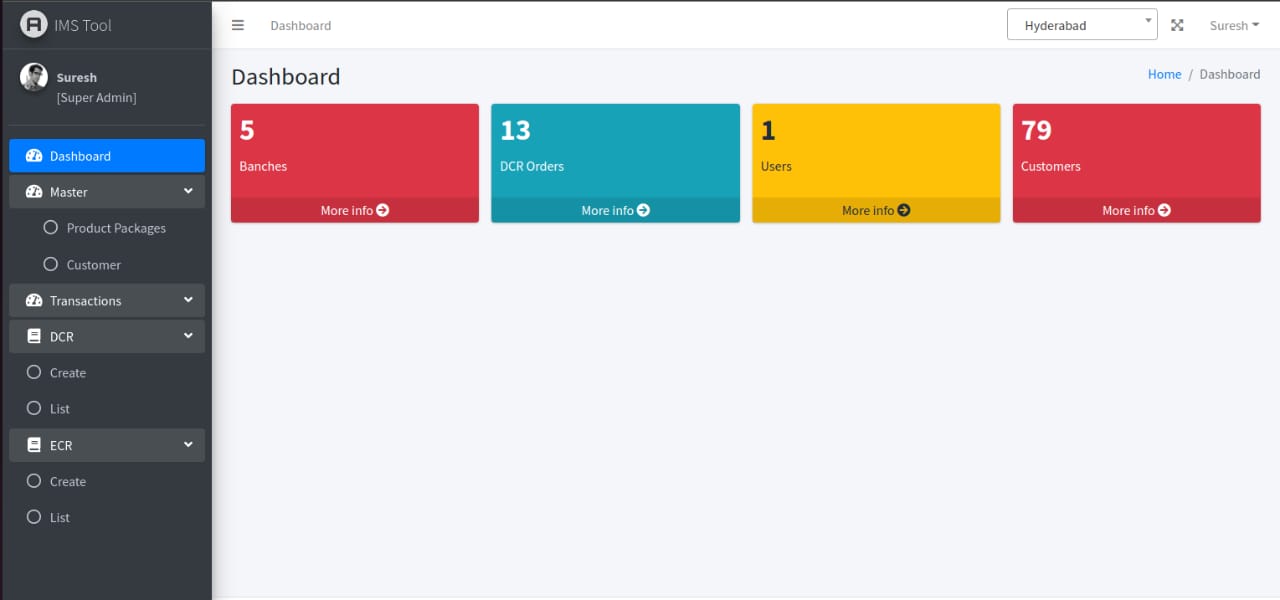 IMS Tool
Suresh
[Super Admin]
Dashboard
Master
Product Packages
Customer
Transactions
DCR
Create
List
ECR
Create
List
Dashboard
Hyderabad
Suresh
Dashboard
Home / Dashboard
5
Banches
More info
13
DCR Orders
More info
1
Users
More info
79
Customers
More info